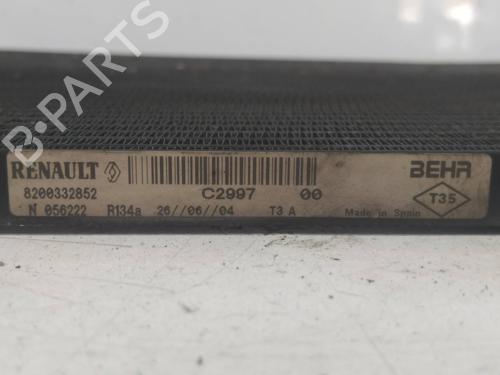 B-PARTS
RENAULT BEHR
8200332852 C2997 00
N 056222 R134a 26//06//04 T3 A Made in Spain
T35